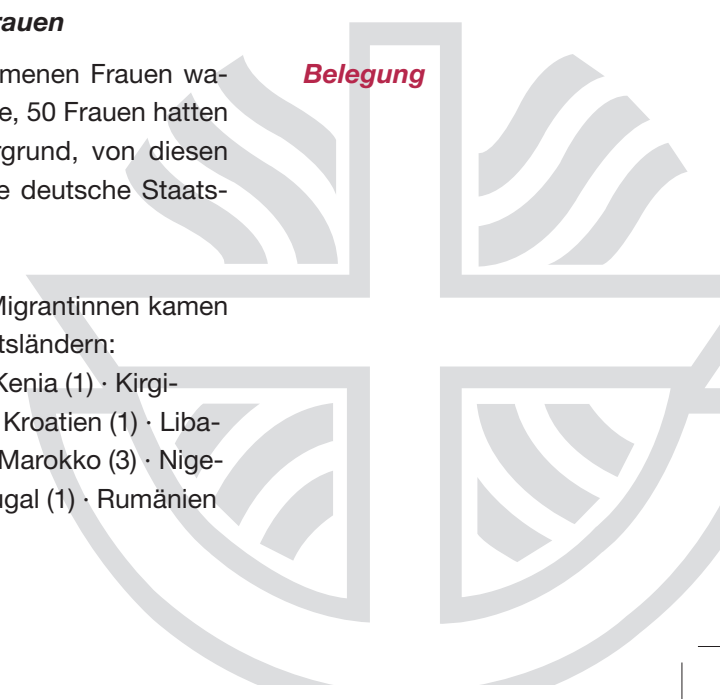 rauen
menen Frauen wa-
Belegung
e, 50 Frauen hatten
rgrund, von diesen
e deutsche Staats-
Migrantinnen kamen
tsländern:
Kenia (1) · Kirgi-
Kroatien (1) · Liba-
Marokko (3) · Nige-
ugal (1) · Rumänien